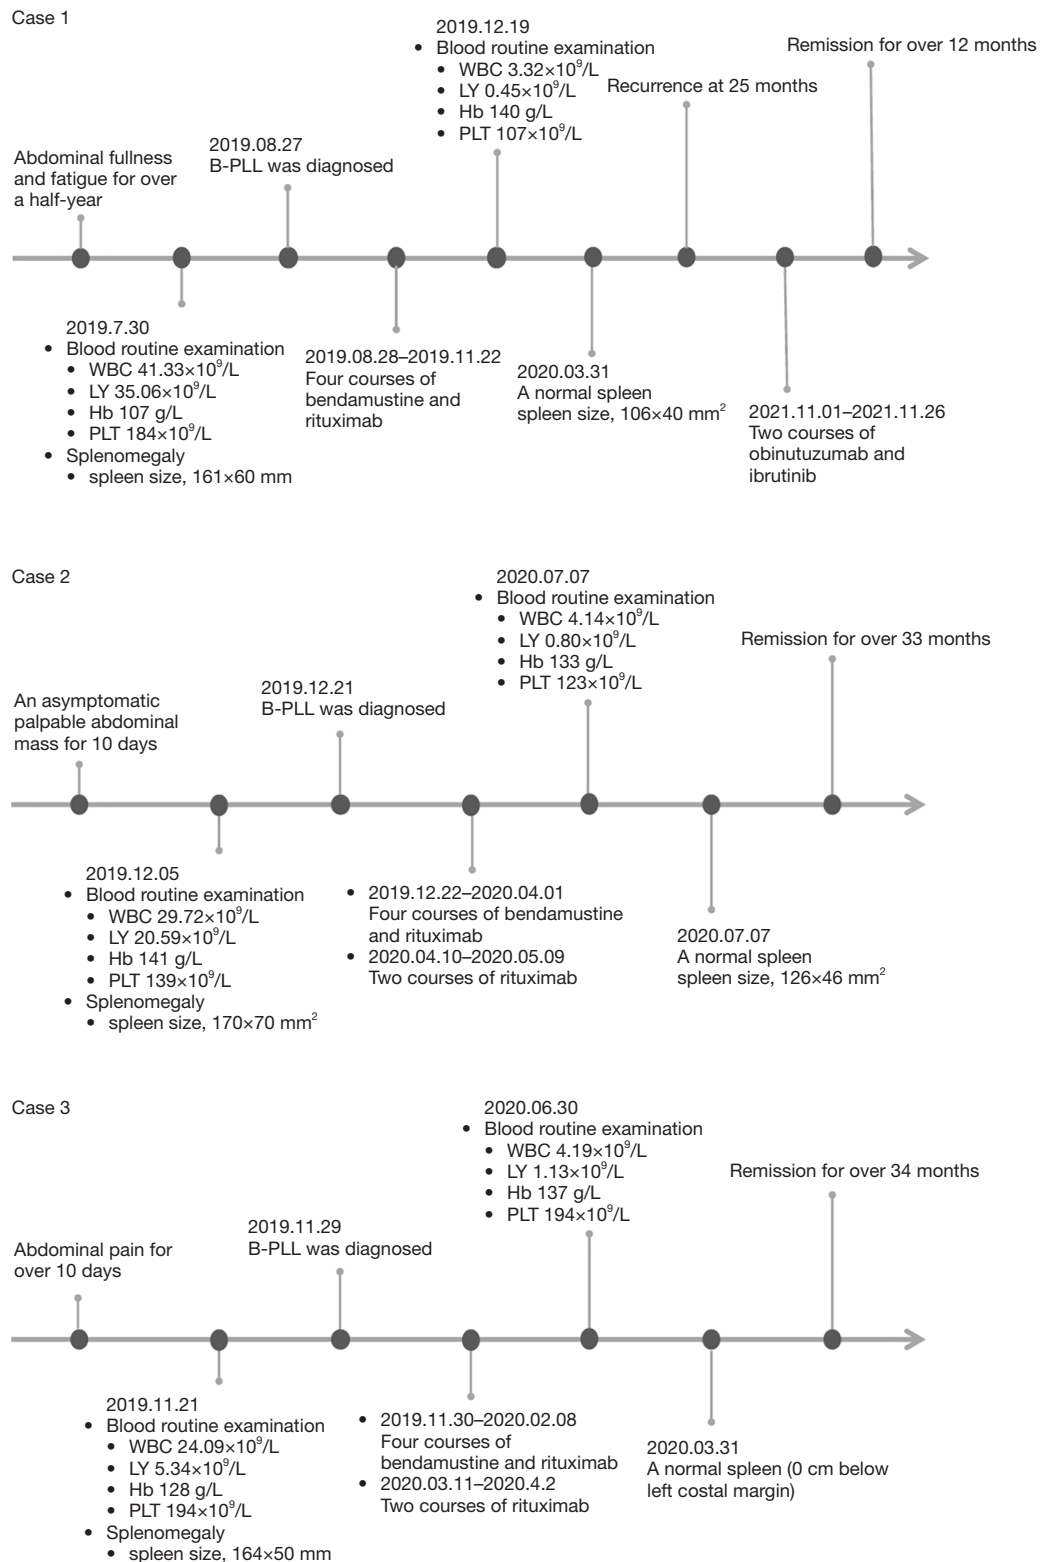 Case 1
Abdominal fullness
and fatigue for over
a half-year
2019.7.30
• Blood routine examination
• WBC 41.33×10⁹/L
• LY 35.06×10⁹/L
• Hb 107 g/L
• PLT 184×10⁹/L
• Splenomegaly
• spleen size, 161×60 mm
2019.08.27
B-PLL was diagnosed
2019.08.28–2019.11.22
Four courses of
bendamustine and
rituximab
2019.12.19
• Blood routine examination
• WBC 3.32×10⁹/L
• LY 0.45×10⁹/L
• Hb 140 g/L
• PLT 107×10⁹/L
2020.03.31
A normal spleen
spleen size, 106×40 mm²
Recurrence at 25 months
2021.11.01–2021.11.26
Two courses of
obinutuzumab and
ibrutinib
Remission for over 12 months
Case 2
An asymptomatic
palpable abdominal
mass for 10 days
2019.12.05
• Blood routine examination
• WBC 29.72×10⁹/L
• LY 20.59×10⁹/L
• Hb 141 g/L
• PLT 139×10⁹/L
• Splenomegaly
• spleen size, 170×70 mm²
2019.12.21
B-PLL was diagnosed
• 2019.12.22–2020.04.01
Four courses of bendamustine
and rituximab
• 2020.04.10–2020.05.09
Two courses of rituximab
2020.07.07
• Blood routine examination
• WBC 4.14×10⁹/L
• LY 0.80×10⁹/L
• Hb 133 g/L
• PLT 123×10⁹/L
2020.07.07
A normal spleen
spleen size, 126×46 mm²
Remission for over 33 months
Case 3
Abdominal pain for
over 10 days
2019.11.21
• Blood routine examination
• WBC 24.09×10⁹/L
• LY 5.34×10⁹/L
• Hb 128 g/L
• PLT 194×10⁹/L
• Splenomegaly
• spleen size, 164×50 mm
2019.11.29
B-PLL was diagnosed
• 2019.11.30–2020.02.08
Four courses of
bendamustine and rituximab
• 2020.03.11–2020.4.2
Two courses of rituximab
2020.06.30
• Blood routine examination
• WBC 4.19×10⁹/L
• LY 1.13×10⁹/L
• Hb 137 g/L
• PLT 194×10⁹/L
2020.03.31
A normal spleen (0 cm below
left costal margin)
Remission for over 34 months